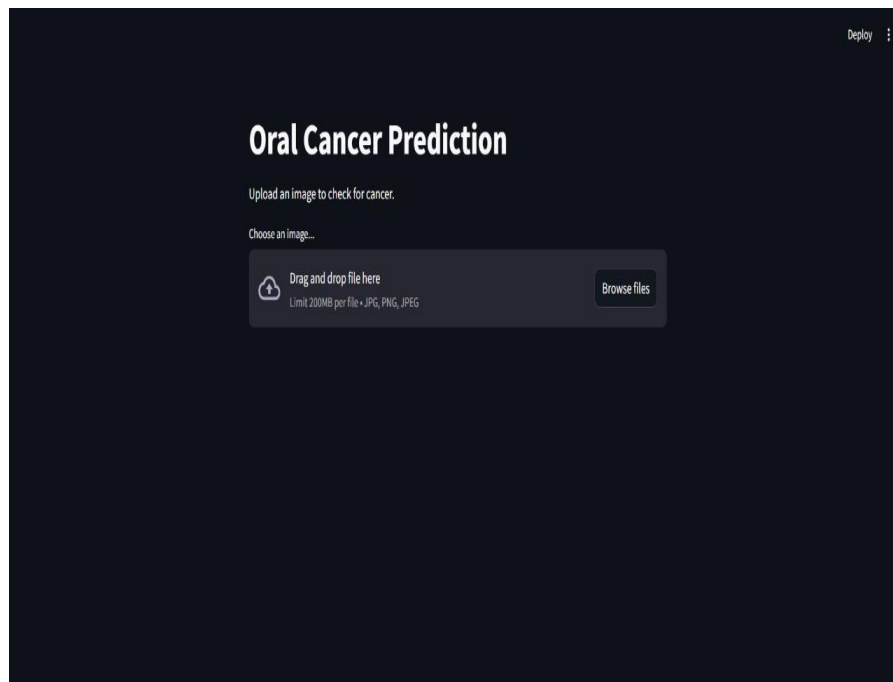 Deploy
Oral Cancer Prediction
Upload an image to check for cancer.
Choose an image...
Drag and drop file here
Limit 200MB per file • JPG, PNG, JPEG
Browse files